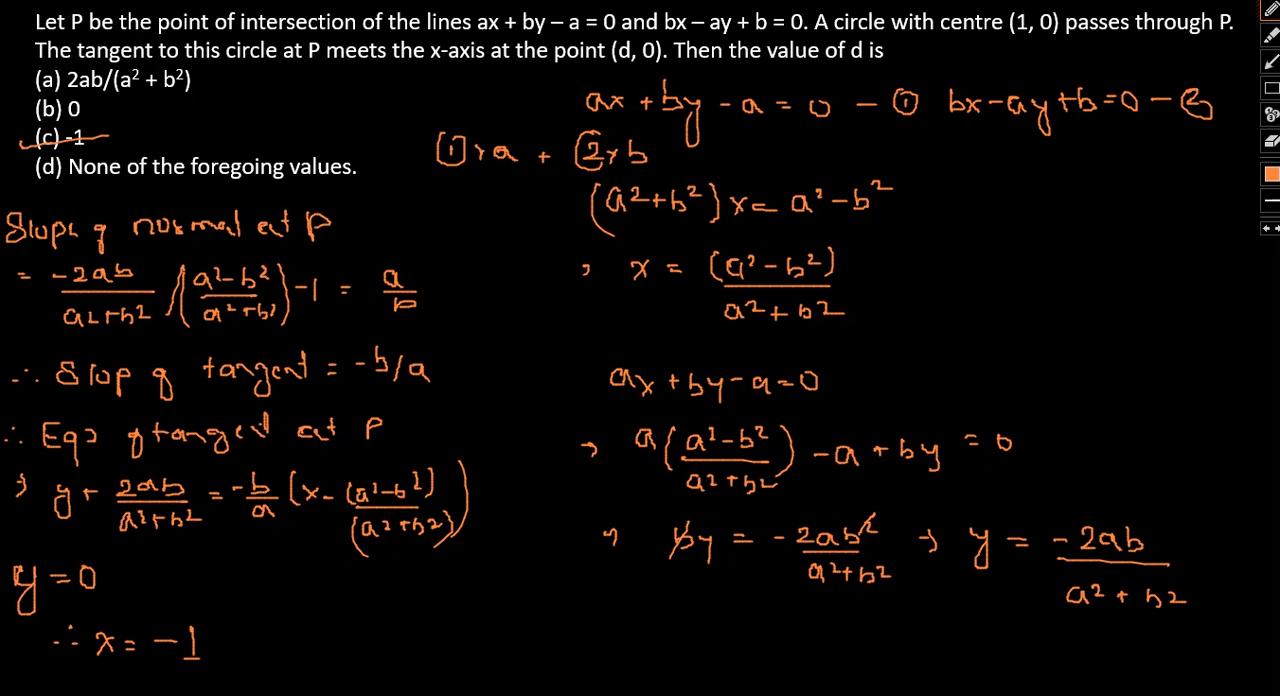 Let P be the point of intersection of the lines ax + by – a = 0 and bx – ay + b = 0. A circle with centre (1, 0) passes through P.
The tangent to this circle at P meets the x-axis at the point (d, 0). Then the value of d is
(a) 2ab/(a² + b²)
(b) 0
(c) -1
(d) None of the foregoing values.
ax + by - a = 0 - ① bx - ay + b = 0 - ②
① × a + ② × b
(a² + b²) x = a² - b²
, x = (a² - b²) / a² + b²
ax + by - a = 0
→ a (a² - b² / a² + b²) - a + by = 0
⇒ by = - 2ab² / a² + b² → y = - 2ab / a² + b²
Slope of normal at P
= -2ab / a² + b² / (a² - b² / a² + b²) - 1 = a / b
∴ Slop of tangent = - b/a
∴ Eqn of tangent at P
⇒ y + 2ab / a² + b² = - b / a (x - (a² - b²) / (a² + b²))
y = 0
∴ x = - 1